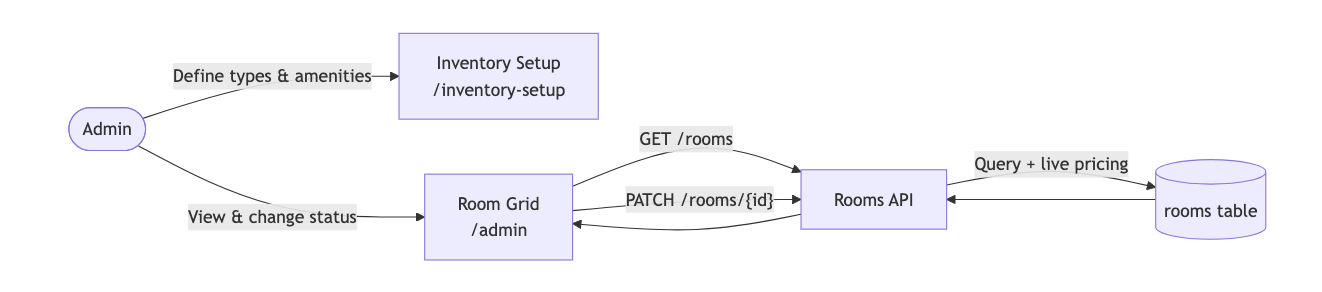 Define types & amenities
Inventory Setup
/inventory-setup
Admin
View & change status
Room Grid
/admin
GET /rooms
PATCH /rooms/{id}
Rooms API
Query + live pricing
rooms table